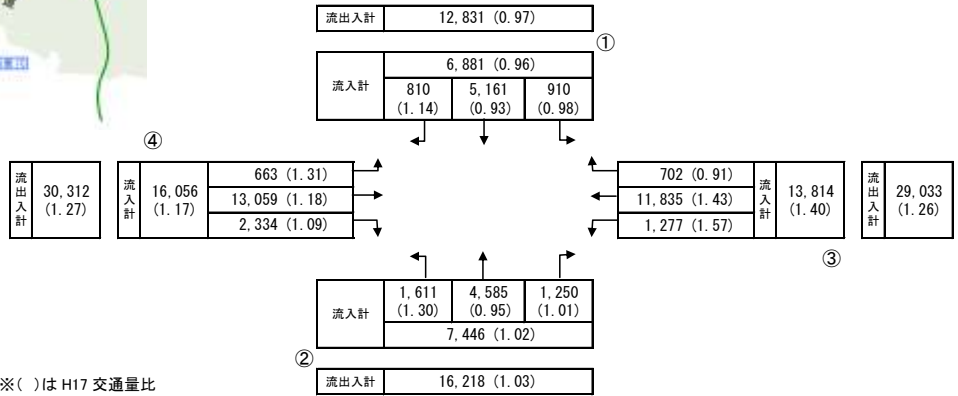 流出入計 12,831 (0.97)
①
流入計 6,881 (0.96)
810 5,161 910
(1.14) (0.93) (0.98)
④
流出入計 30,312 (1.27)
流入計 16,056 (1.17)
663 (1.31)
13,059 (1.18)
2,334 (1.09)
702 (0.91)
11,835 (1.43)
1,277 (1.57)
流入計 13,814 (1.40)
流出入計 29,033 (1.26)
③
流入計
1,611 4,585 1,250
(1.30) (0.95) (1.01)
7,446 (1.02)
②
流出入計 16,218 (1.03)
※( )は H17 交通量比